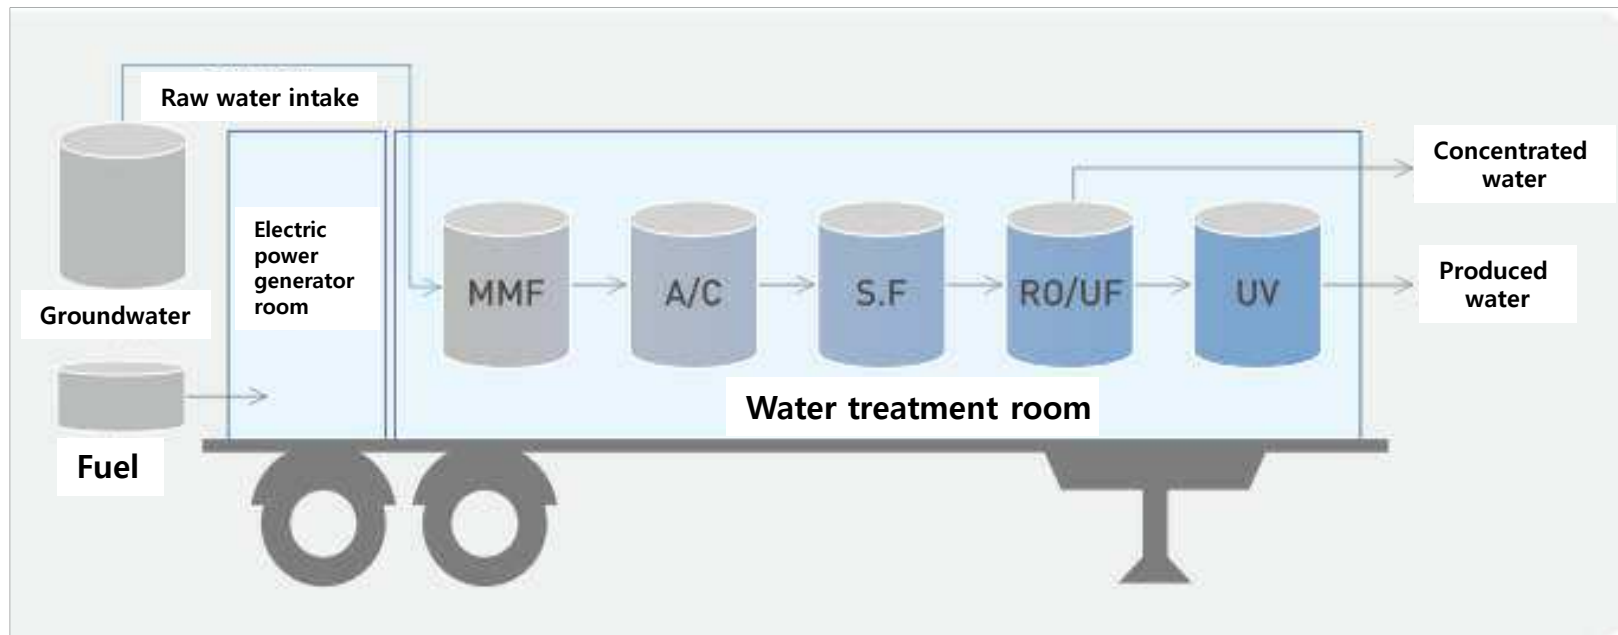 Raw water intake
Groundwater
Fuel
Electric
power
generator
room
MMF
A/C
S.F
RO/UF
UV
Water treatment room
Concentrated
water
Produced
water